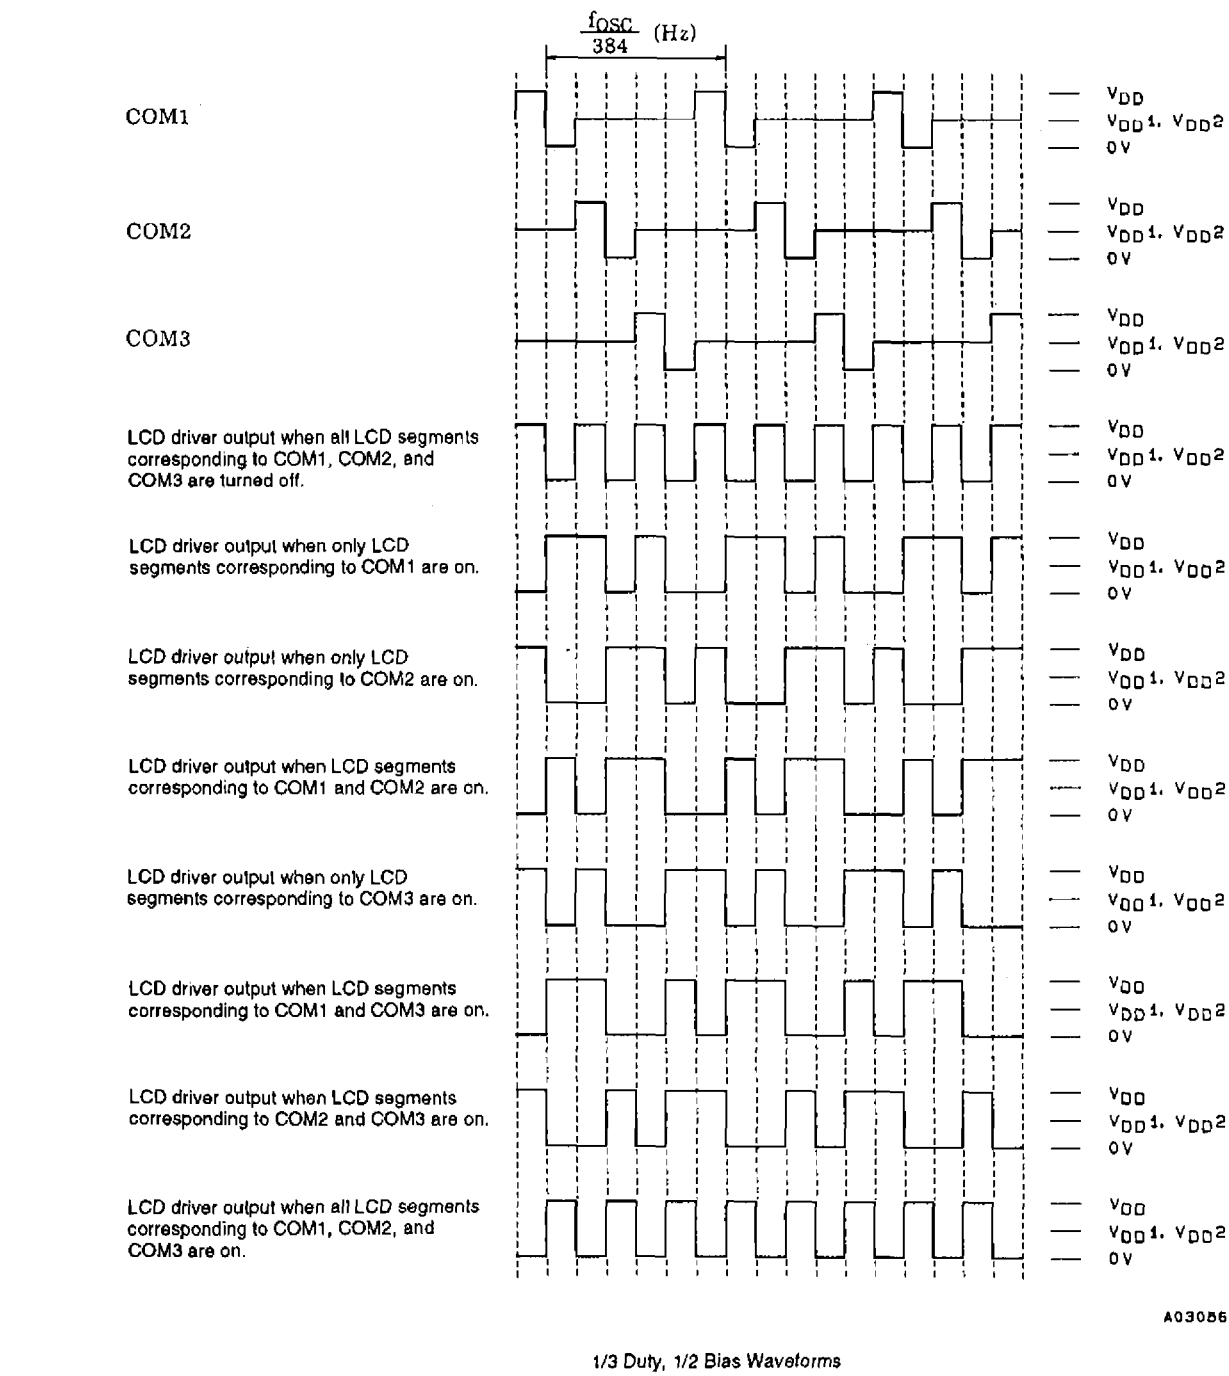 fOSC
384 (Hz)
COM1
VDD
VDD1, VDD2
0V
COM2
VDD
VDD1, VDD2
0V
COM3
VDD
VDD1, VDD2
0V
LCD driver output when all LCD segments
corresponding to COM1, COM2, and
COM3 are turned off.
VDD
VDD1, VDD2
0V
LCD driver output when only LCD
segments corresponding to COM1 are on.
VDD
VDD1, VDD2
0V
LCD driver output when only LCD
segments corresponding to COM2 are on.
VDD
VDD1, VDD2
0V
LCD driver output when LCD segments
corresponding to COM1 and COM2 are on.
VDD
VDD1, VDD2
0V
LCD driver output when only LCD
segments corresponding to COM3 are on.
VDD
VDD1, VDD2
0V
LCD driver output when LCD segments
corresponding to COM1 and COM3 are on.
VDD
VDD1, VDD2
0V
LCD driver output when LCD segments
corresponding to COM2 and COM3 are on.
VDD
VDD1, VDD2
0V
LCD driver output when all LCD segments
corresponding to COM1, COM2, and
COM3 are on.
VDD
VDD1, VDD2
0V
A03056
1/3 Duty, 1/2 Bias Waveforms